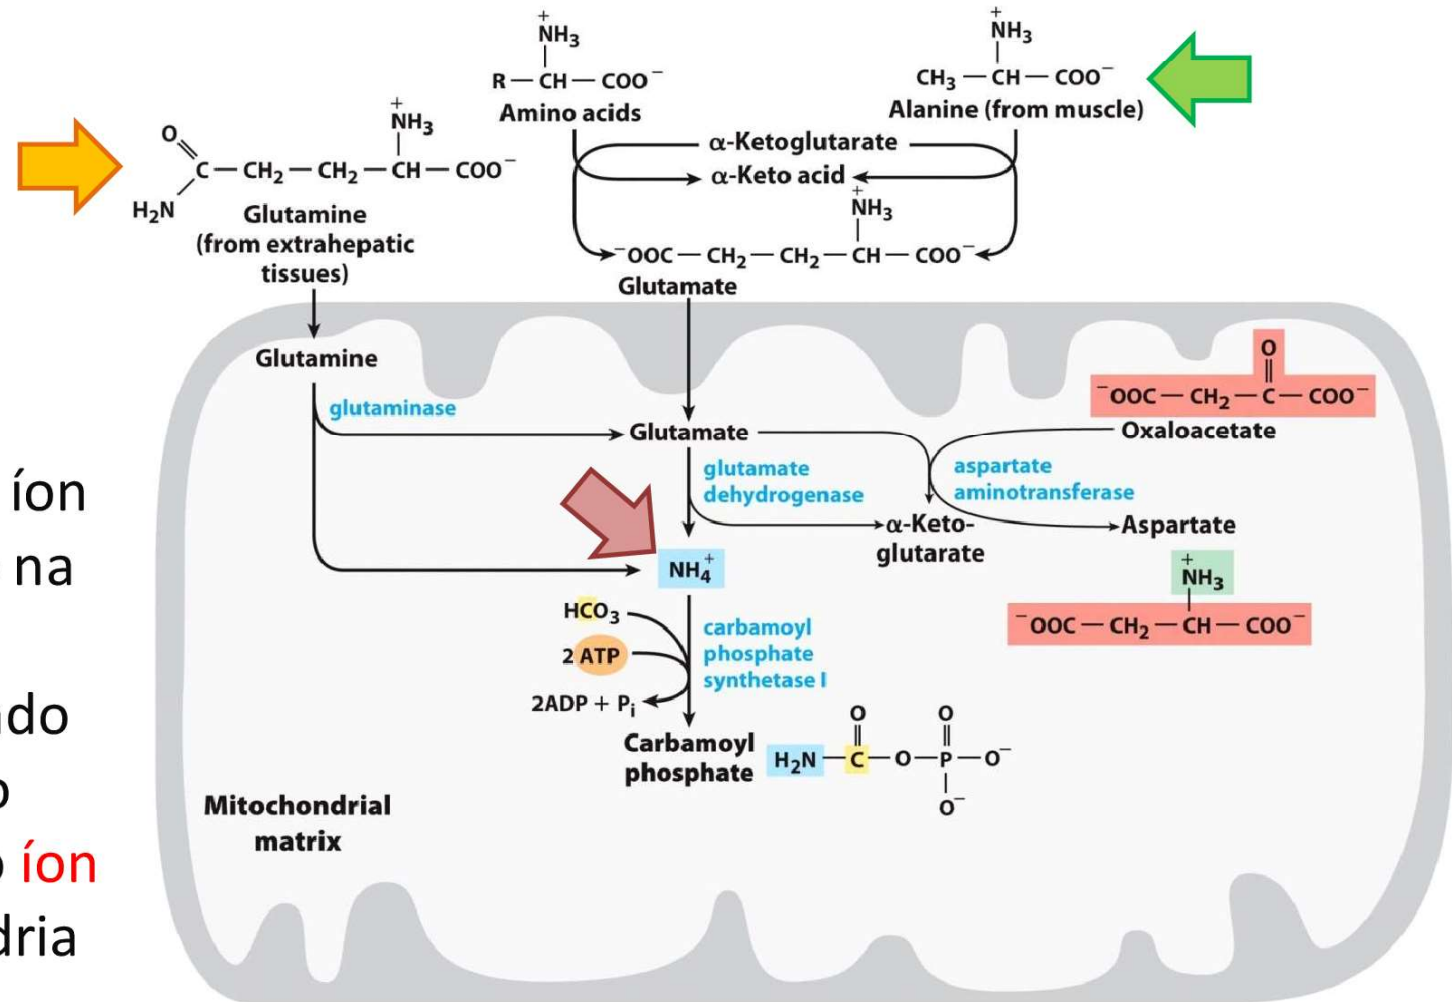 +
NH3
R—CH—COO−
Amino acids
+
NH3
CH3—CH—COO−
Alanine (from muscle)
O
+
NH3
C—CH2—CH2—CH—COO−
H2N
Glutamine
(from extrahepatic
tissues)
α-Ketoglutarate
α-Keto acid
+
NH3
−OOC—CH2—CH2—CH—COO−
Glutamate
Glutamine
glutaminase
Glutamate
glutamate
dehydrogenase
O
−OOC—CH2—C—COO−
Oxaloacetate
aspartate
aminotransferase
α-Keto-
glutarate
Aspartate
+
NH3
−OOC—CH2—CH—COO−
NH4+
HCO3
2 ATP
2ADP + Pi
carbamoyl
phosphate
synthetase I
Carbamoyl
phosphate
O O
H2N—C—O—P—O−
O−
Mitochondrial
matrix
íon
na
íon